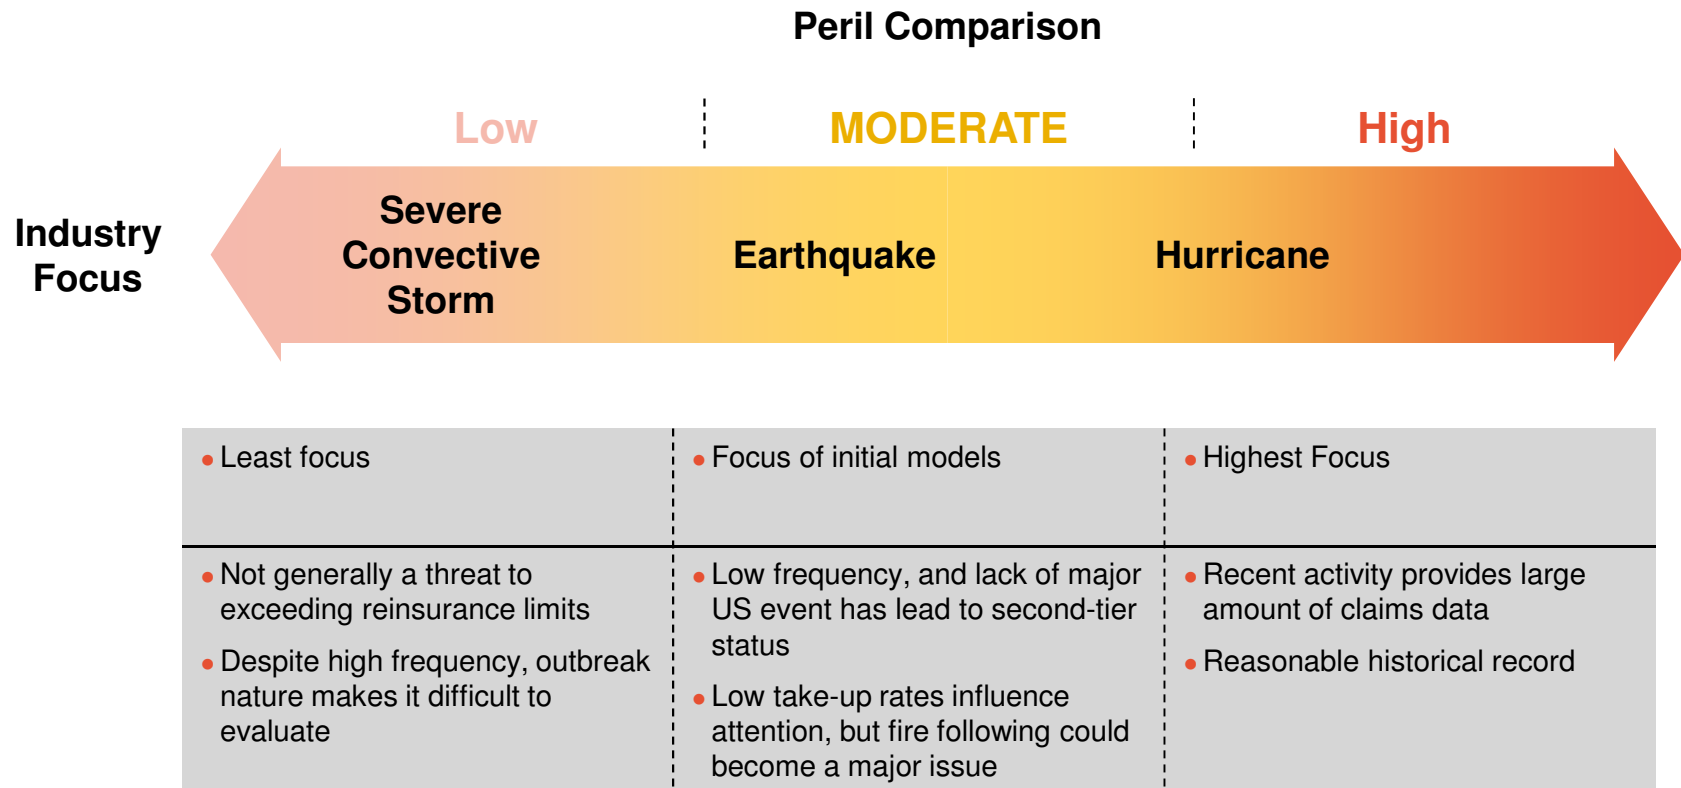 Peril Comparison
Low
MODERATE
High
Industry
Focus
Severe
Convective
Storm
Earthquake
Hurricane
• Least focus
• Focus of initial models
• Highest Focus
• Not generally a threat to
exceeding reinsurance limits
• Despite high frequency, outbreak
nature makes it difficult to
evaluate
• Low frequency, and lack of major
US event has lead to second-tier
status
• Low take-up rates influence
attention, but fire following could
become a major issue
• Recent activity provides large
amount of claims data
• Reasonable historical record